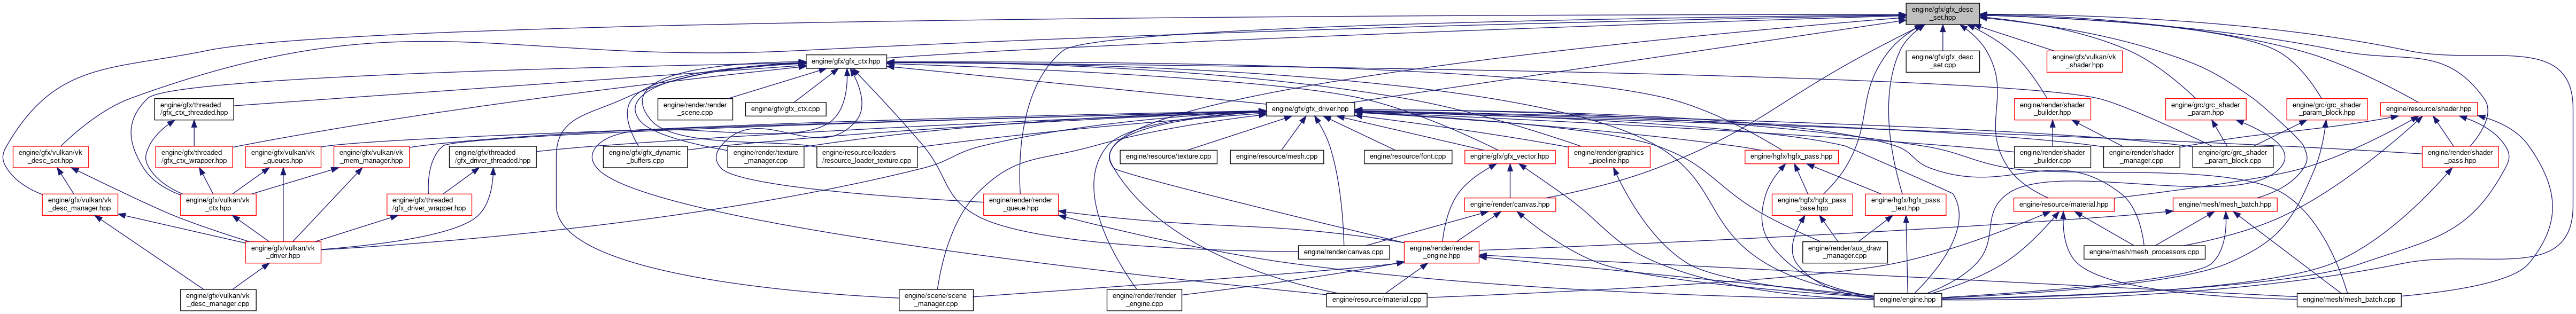 engine/gfx/gfx_desc
_set.hpp
engine/gfx/gfx_ctx.hpp
engine/gfx/gfx_desc
_set.cpp
engine/gfx/vulkan/vk
_shader.hpp
engine/gfx/threaded
/gfx_ctx_threaded.hpp
engine/render/render
_scene.cpp
engine/gfx/gfx_ctx.cpp
engine/gfx/gfx_driver.hpp
engine/render/shader
_builder.hpp
engine/grc/grc_shader
_param.hpp
engine/grc/grc_shader
_param_block.hpp
engine/resource/shader.hpp
engine/gfx/vulkan/vk
_desc_set.hpp
engine/gfx/threaded
/gfx_ctx_wrapper.hpp
engine/gfx/vulkan/vk
_queues.hpp
engine/gfx/vulkan/vk
_mem_manager.hpp
engine/gfx/threaded
/gfx_driver_threaded.hpp
engine/gfx/gfx_dynamic
_buffers.cpp
engine/render/texture
_manager.cpp
engine/resource/loaders
/resource_loader_texture.cpp
engine/resource/texture.cpp
engine/resource/mesh.cpp
engine/resource/font.cpp
engine/gfx/gfx_vector.hpp
engine/render/graphics
_pipeline.hpp
engine/hgfx/hgfx_pass.hpp
engine/render/shader
_builder.cpp
engine/render/shader
_manager.cpp
engine/grc/grc_shader
_param_block.cpp
engine/render/shader
_pass.hpp
engine/gfx/vulkan/vk
_desc_manager.hpp
engine/gfx/vulkan/vk
_ctx.hpp
engine/gfx/threaded
/gfx_driver_wrapper.hpp
engine/render/render
_queue.hpp
engine/render/canvas.hpp
engine/hgfx/hgfx_pass
_base.hpp
engine/hgfx/hgfx_pass
_text.hpp
engine/resource/material.hpp
engine/mesh/mesh_batch.hpp
engine/gfx/vulkan/vk
_driver.hpp
engine/render/canvas.cpp
engine/render/render
_engine.hpp
engine/render/aux_draw
_manager.cpp
engine/mesh/mesh_processors.cpp
engine/gfx/vulkan/vk
_desc_manager.cpp
engine/scene/scene
_manager.cpp
engine/render/render
_engine.cpp
engine/resource/material.cpp
engine/engine.hpp
engine/mesh/mesh_batch.cpp